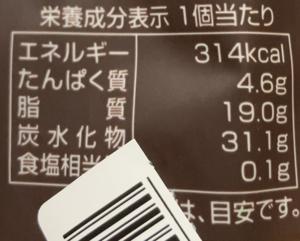 栄養成分表示 1個当たり
エネルギー 314kcal
たんぱく質 4.6g
脂 質 19.0g
炭水化物 31.1g
食塩相当 0.1g
は、目安です。